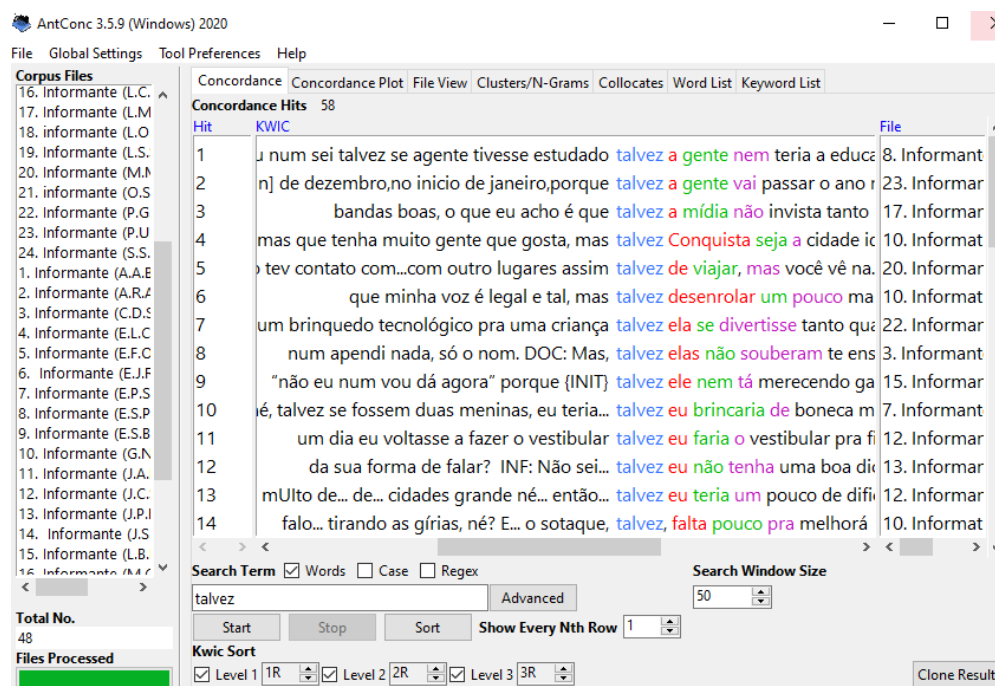 AntConc 3.5.9 (Windows) 2020
File Global Settings Tool Preferences Help
Corpus Files
16. Informante (L.C.
17. Informante (L.M
18. informante (L.O
19. Informante (L.S.
20. Informante (M.N
21. informante (O.S
22. Informante (P.G
23. Informante (P.U
24. Informante (S.S.
1. Informante (A.A.E
2. Informante (A.R.A
3. Informante (C.D.S
4. Informante (E.L.C
5. Informante (E.F.O
6. Informante (E.J.F
7. Informante (E.P.S
8. Informante (E.S.P
9. Informante (E.S.B
10. Informante (G.N
11. Informante (J.A.
12. Informante (J.C.
13. Informante (J.P.I
14. Informante (J.S
15. Informante (L.B.
16. Informante (M.C
Total No.
48
Files Processed
Concordance Concordance Plot File View Clusters/N-Grams Collocates Word List Keyword List
Concordance Hits 58
Hit KWIC File
1 u num sei talvez se agente tivesse estudado talvez a gente nem teria a educa 8. Informant
2 n] de dezembro,no inicio de janeiro,porque talvez a gente vai passar o ano r 23. Informar
3 bandas boas, o que eu acho é que talvez a mídia não invista tanto 17. Informar
4 mas que tenha muito gente que gosta, mas talvez Conquista seja a cidade ic 10. Informat
5 tev contato com...com outro lugares assim talvez de viajar, mas você vê na. 20. Informar
6 que minha voz é legal e tal, mas talvez desenrolar um pouco ma 10. Informat
7 um brinquedo tecnológico pra uma criança talvez ela se divertisse tanto qua 22. Informar
8 num apendi nada, só o nom. DOC: Mas, talvez elas não souberam te ens 3. Informant
9 “não eu num vou dá agora” porque {INIT} talvez ele nem tá merecendo ga 15. Informar
10 né, talvez se fossem duas meninas, eu teria... talvez eu brincaria de boneca m 7. Informant
11 um dia eu voltasse a fazer o vestibular talvez eu faria o vestibular pra fi 12. Informar
12 da sua forma de falar? INF: Não sei... talvez eu não tenha uma boa dic 13. Informar
13 mUIto de... de... cidades grande né... então... talvez eu teria um pouco de difi 12. Informar
14 falo... tirando as gírias, né? E... o sotaque, talvez, falta pouco pra melhorá 10. Informat
Search Term Words Case Regex Search Window Size
talvez Advanced 50
Start Stop Sort Show Every Nth Row 1
Kwic Sort
Level 1 1R Level 2 2R Level 3 3R Clone Result